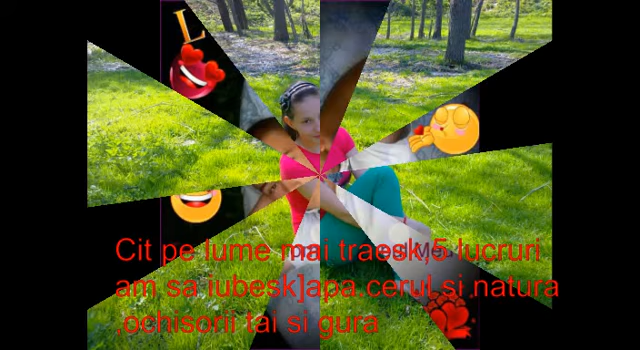 L
Cit pe lume mai traesk,5 lucruri
am sa iubesk]apa.cerul si natura
,ochisorii tai si gura